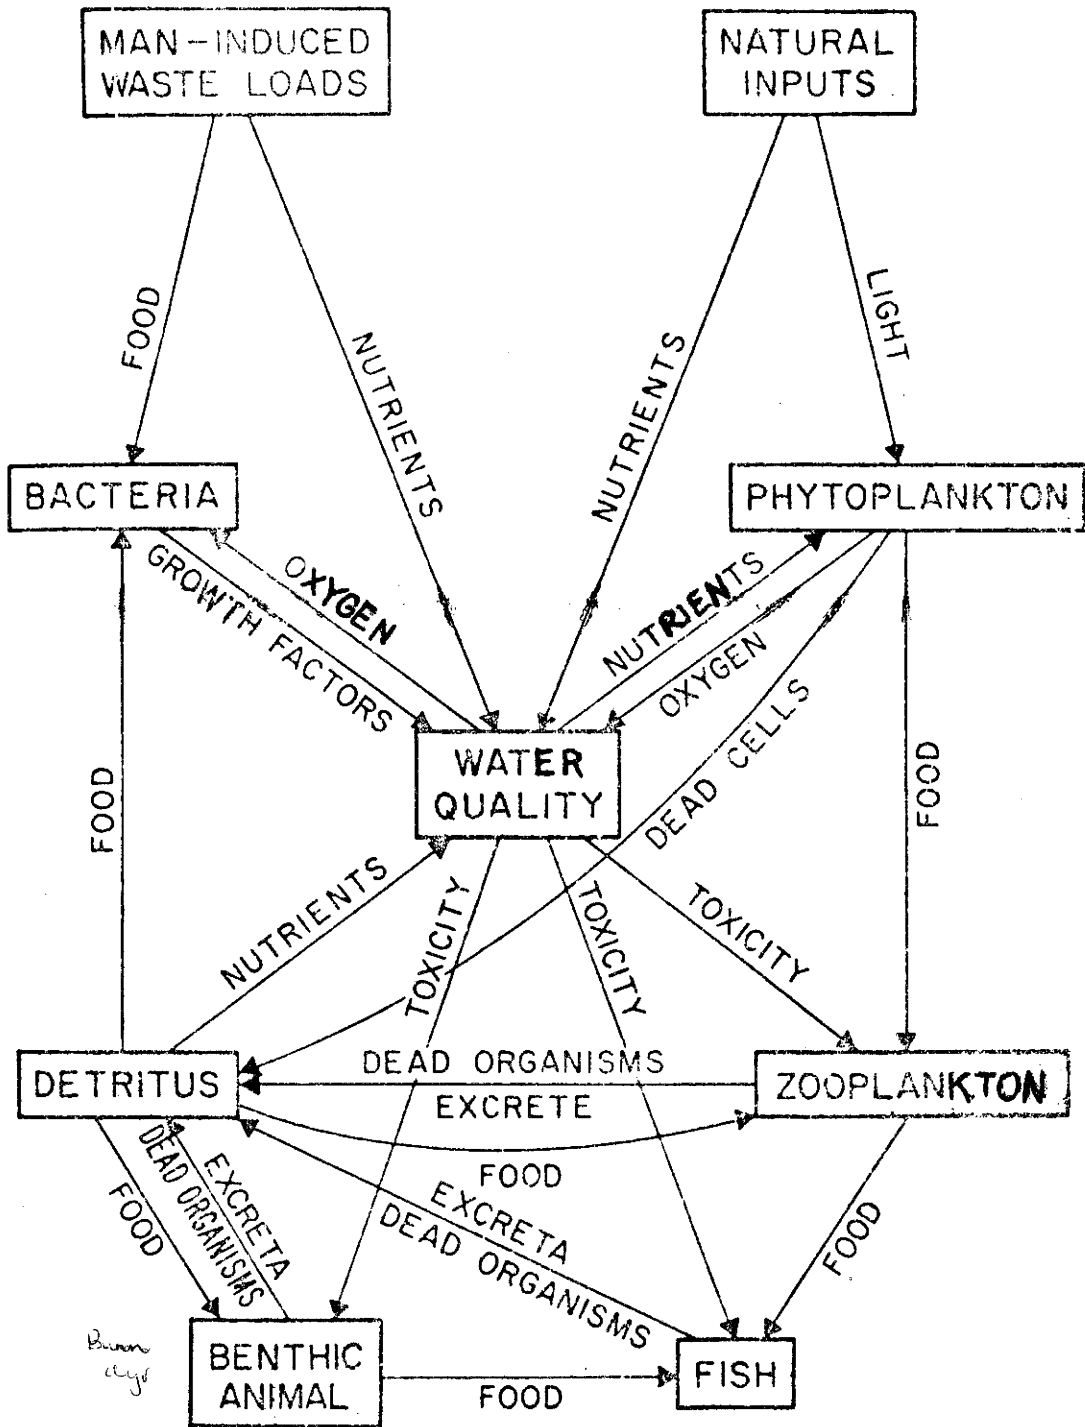 MAN-INDUCED
WASTE LOADS
NATURAL
INPUTS
FOOD
NUTRIENTS
NUTRIENTS
LIGHT
BACTERIA
PHYTOPLANKTON
OXYGEN
GROWTH FACTORS
NUTRIENTS
OXYGEN
WATER
QUALITY
DEAD CELLS
FOOD
FOOD
NUTRIENTS
TOXICITY
TOXICITY
TOXICITY
DETRITUS
DEAD ORGANISMS
EXCRETE
ZOOPLANKTON
FOOD
FOOD
EXCRETA
DEAD ORGANISMS
EXCRETA
DEAD ORGANISMS
FOOD
BENTHIC
ANIMAL
FOOD
FISH